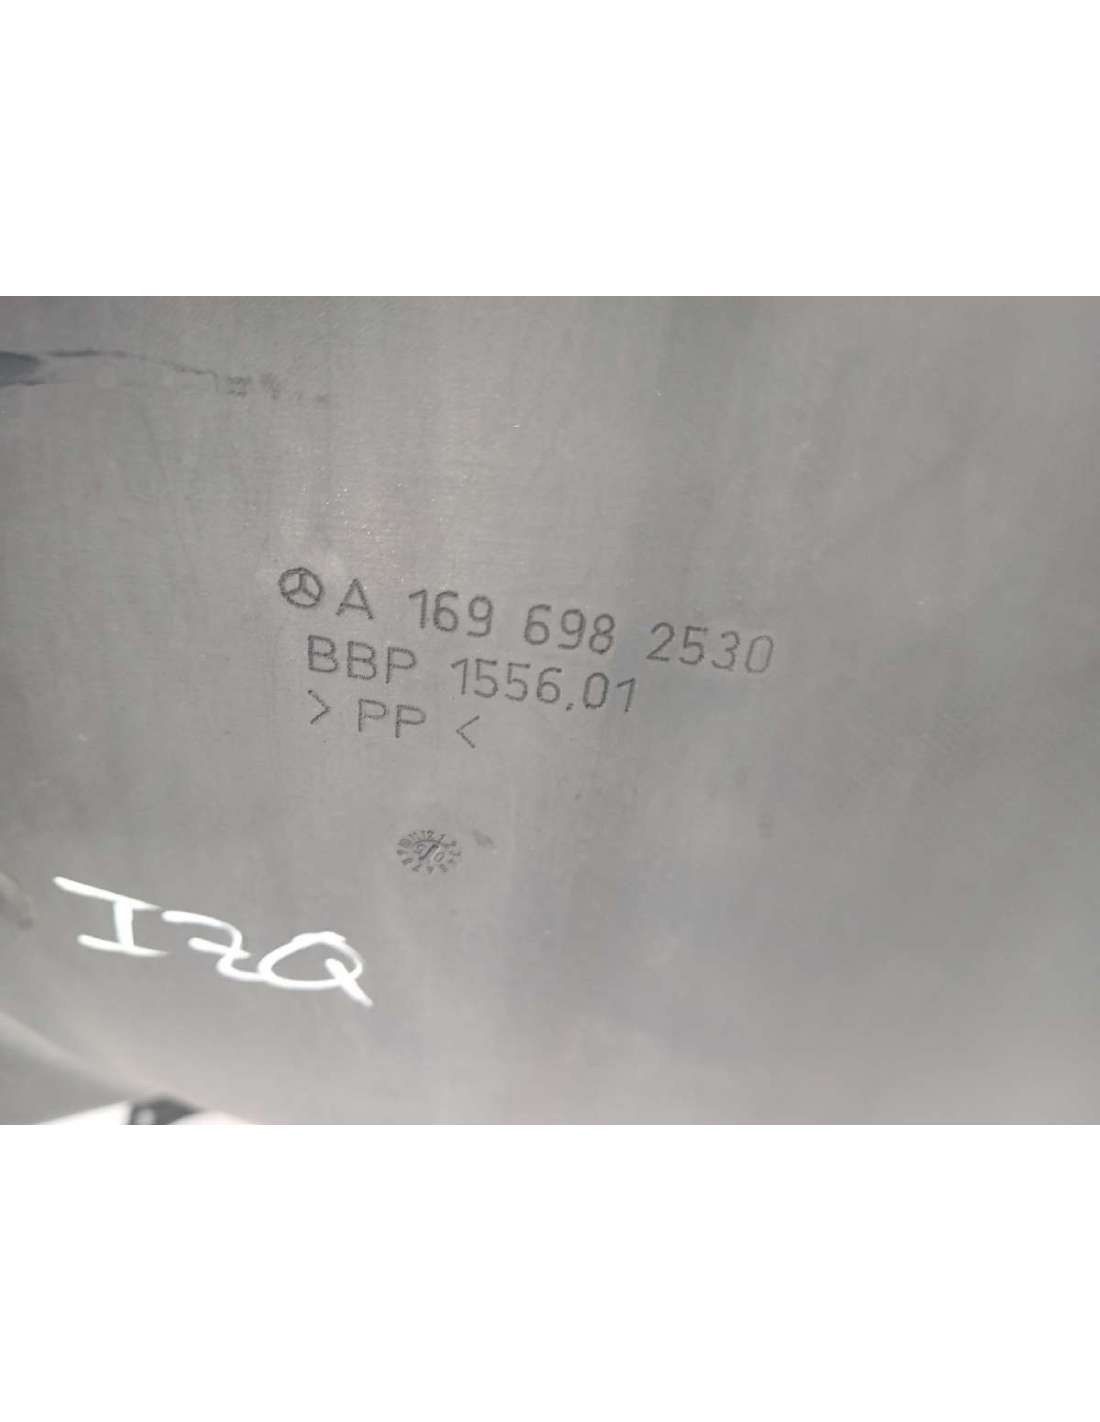 A 169 698 2530
BBP 1556.01
> PP <
IZQ